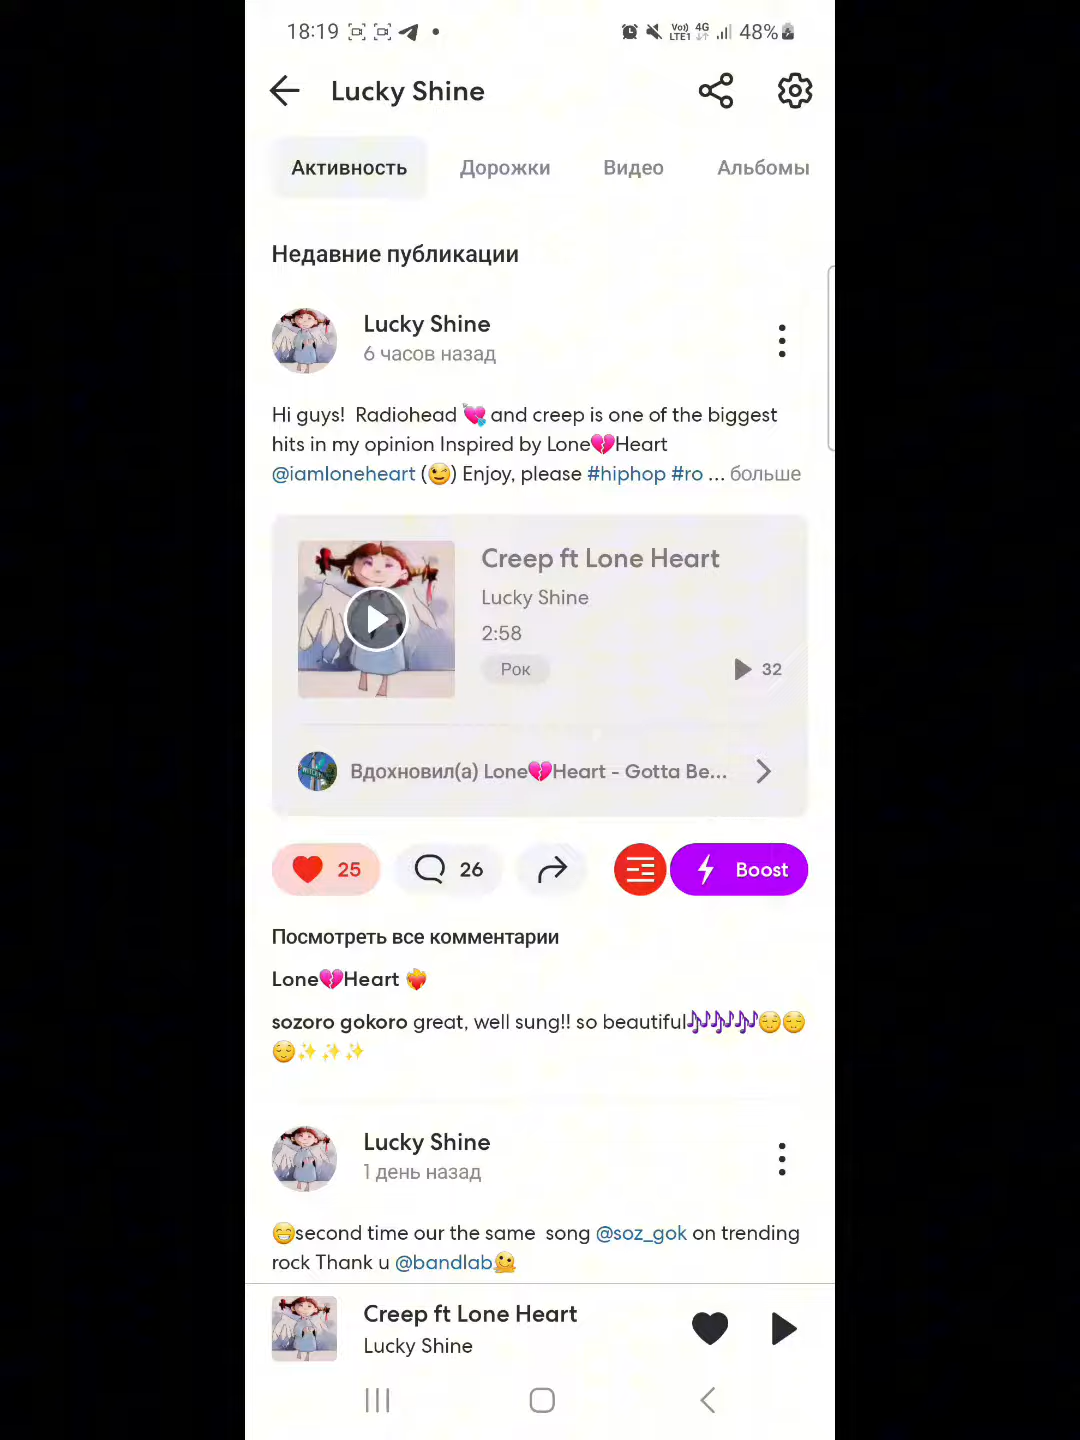 18:19
Vo)) LTE1 4G 48%
Lucky Shine
Активность Дорожки Видео Альбомы
Недавние публикации
Lucky Shine
6 часов назад
Hi guys! Radiohead 💘 and creep is one of the biggest
hits in my opinion Inspired by Lone💔Heart
@iamloneheart (😉) Enjoy, please #hiphop #ro ... больше
Creep ft Lone Heart
Lucky Shine
2:58
Рок
32
Вдохновил(а) Lone💔Heart - Gotta Be...
25 26 Boost
Посмотреть все комментарии
Lone💔Heart ❤️‍🔥
sozoro gokoro great, well sung!! so beautiful🎶🎶🎶😌😌
😌✨✨✨
Lucky Shine
1 день назад
😁second time our the same song @soz_gok on trending
rock Thank u @bandlab🤗
Creep ft Lone Heart
Lucky Shine